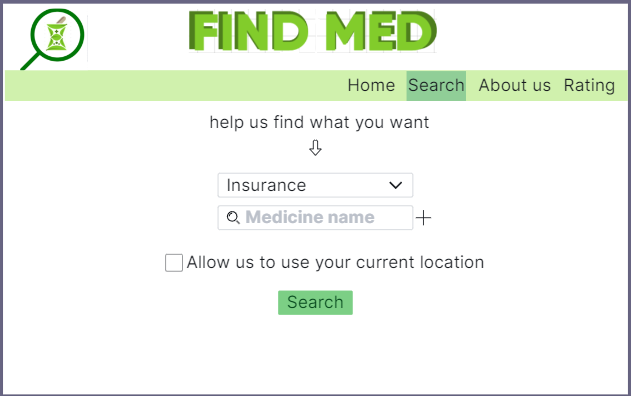 FIND MED
Home Search About us Rating
help us find what you want
Insurance
Medicine name
Allow us to use your current location
Search